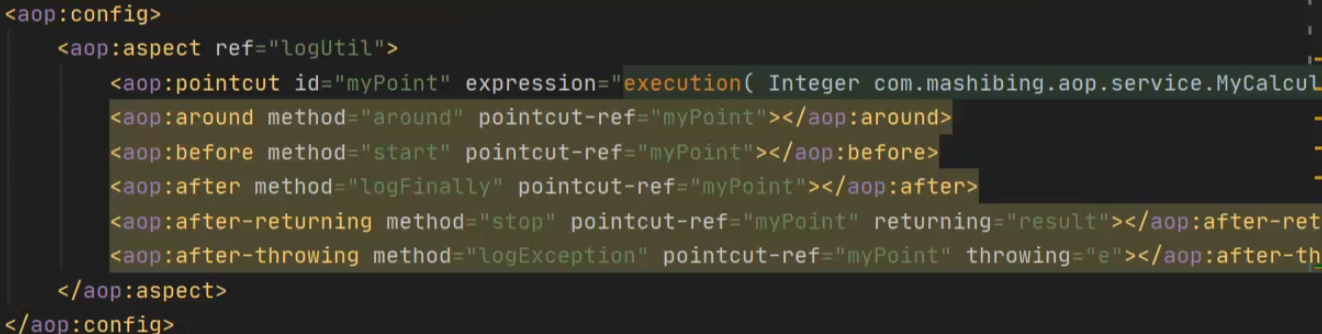 <aop:config>
<aop:aspect ref="logUtil">
<aop:pointcut id="myPoint" expression="execution( Integer com.mashibing.aop.service.MyCalcul
<aop:around method="around" pointcut-ref="myPoint"></aop:around>
<aop:before method="start" pointcut-ref="myPoint"></aop:before>
<aop:after method="logFinally" pointcut-ref="myPoint"></aop:after>
<aop:after-returning method="stop" pointcut-ref="myPoint" returning="result"></aop:after-ret
<aop:after-throwing method="logException" pointcut-ref="myPoint" throwing="e"></aop:after-th
</aop:aspect>
</aop:config>